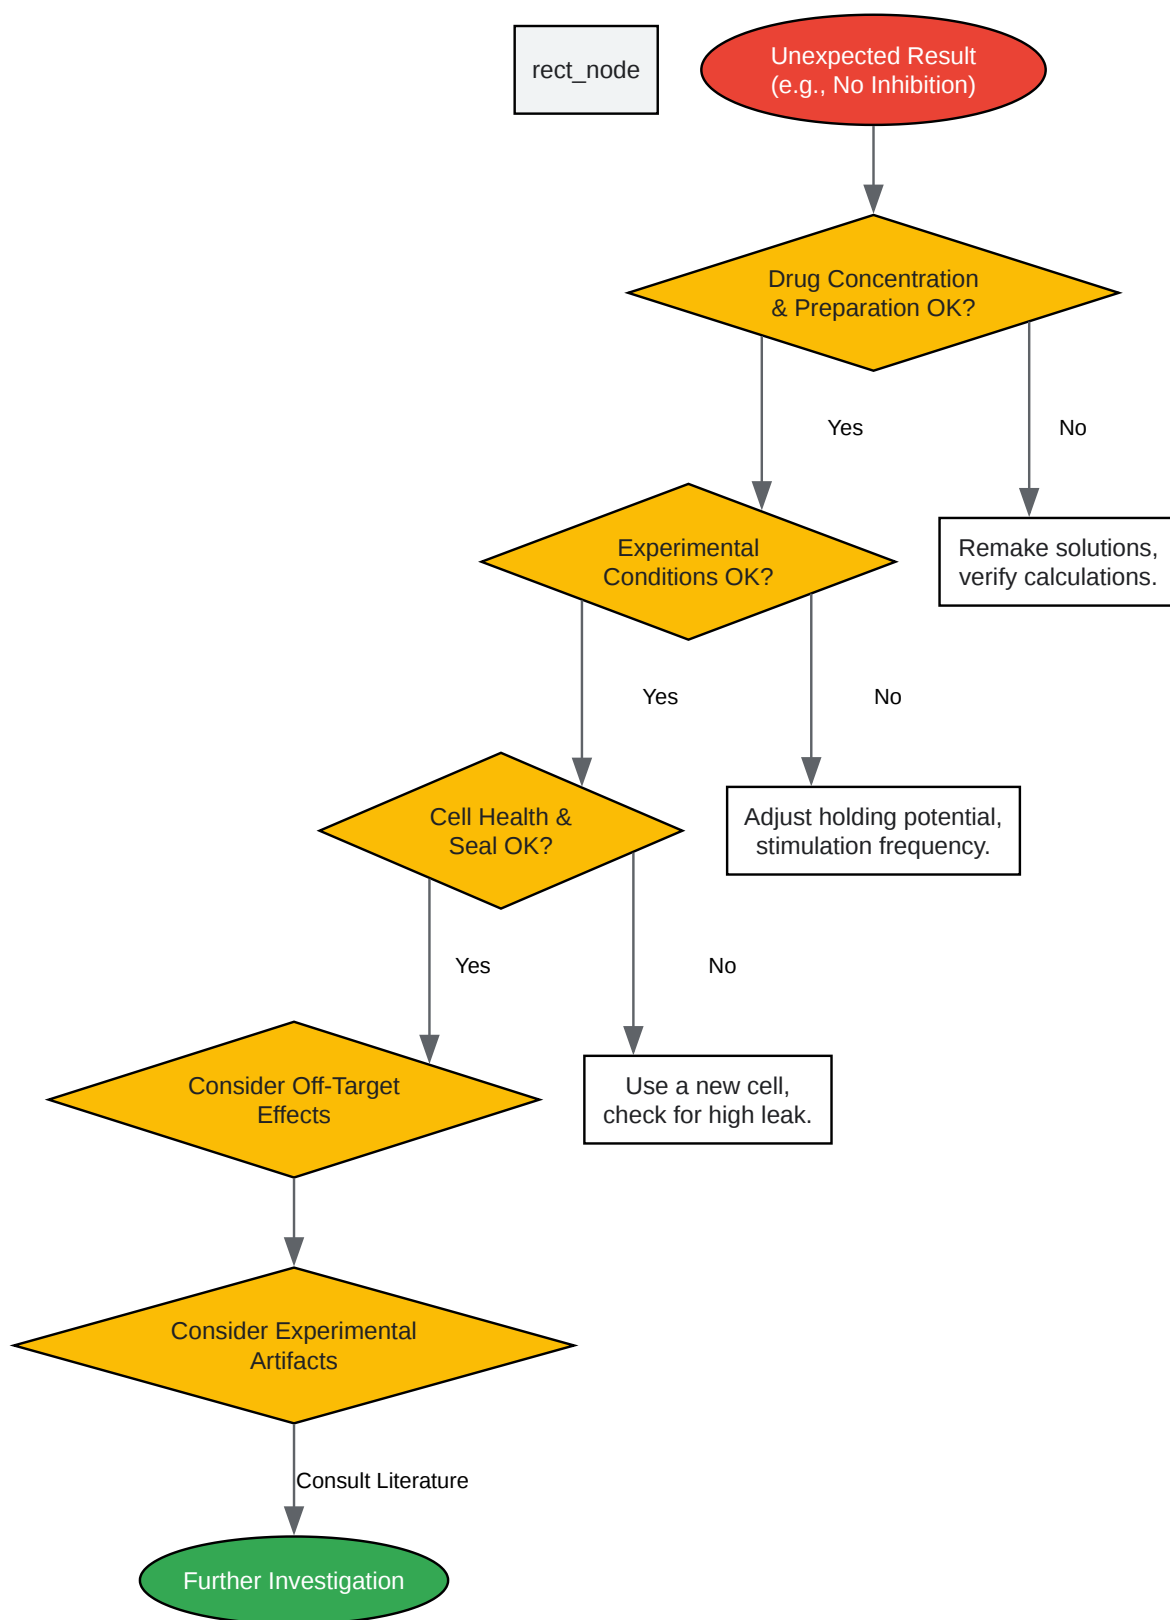 rect_node
Unexpected Result
(e.g., No Inhibition)
Drug Concentration
& Preparation OK?
Yes
No
Experimental
Conditions OK?
Remake solutions,
verify calculations.
Yes
No
Cell Health &
Seal OK?
Adjust holding potential,
stimulation frequency.
Yes
No
Consider Off-Target
Effects
Use a new cell,
check for high leak.
Consider Experimental
Artifacts
Consult Literature
Further Investigation